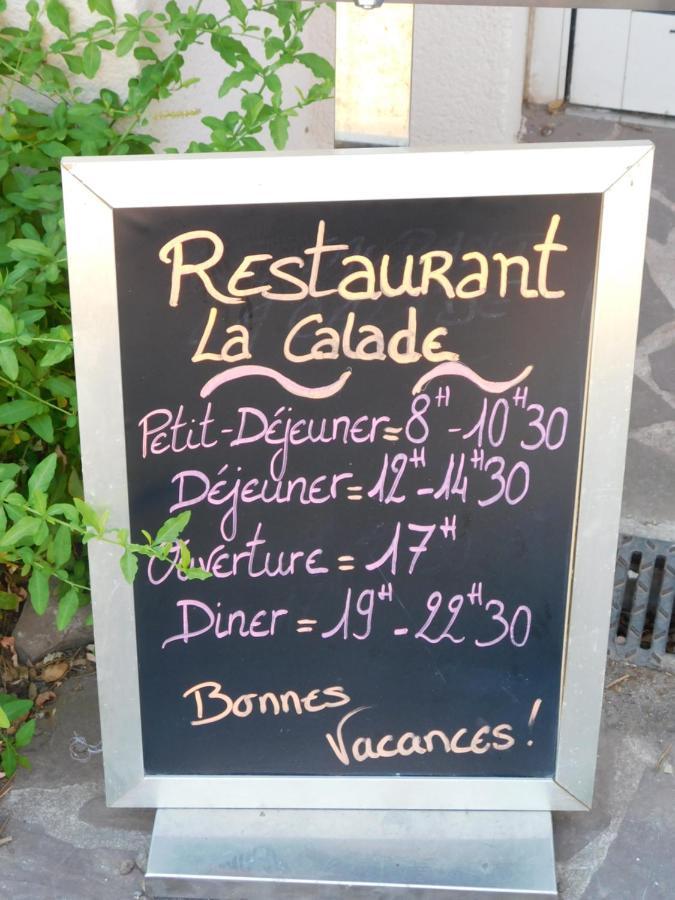 Restaurant
La Calade
Petit-Déjeuner = 8H - 10H30
Déjeuner = 12H - 14H30
Ouverture = 17H
Diner = 19H - 22H30
Bonnes
Vacances !